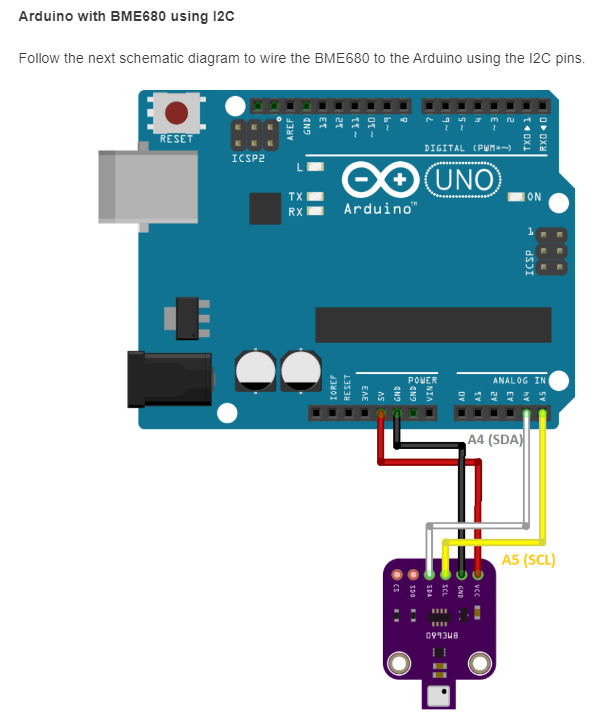 Arduino with BME680 using I2C
Follow the next schematic diagram to wire the BME680 to the Arduino using the I2C pins.
RESET
ICSP2
AREF
GND
13
12
~11
~10
~9
8
7
~6
~5
4
~3
2
TX0 1
RX0 0
DIGITAL (PWM=~)
L
TX
RX
UNO
Arduino™
ON
1
ICSP
POWER
ANALOG IN
IOREF
RESET
3V3
5V
GND
GND
VIN
A0
A1
A2
A3
A4
A5
A4 (SDA)
A5 (SCL)
CS
SDO
SDA
SCL
GND
VCC
BME680